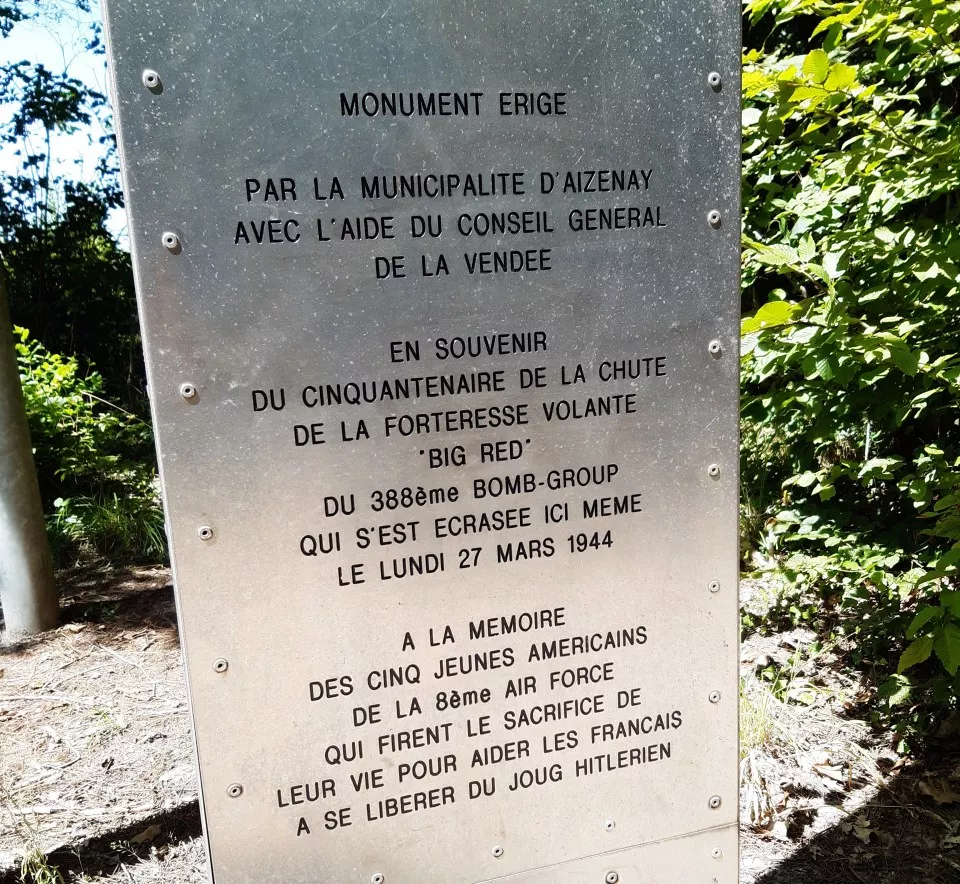 MONUMENT ERIGE
PAR LA MUNICIPALITE D'AIZENAY
AVEC L'AIDE DU CONSEIL GENERAL
DE LA VENDEE
EN SOUVENIR
DU CINQUANTENAIRE DE LA CHUTE
DE LA FORTERESSE VOLANTE
"BIG RED"
DU 388ème BOMB-GROUP
QUI S'EST ECRASEE ICI MEME
LE LUNDI 27 MARS 1944
A LA MEMOIRE
DES CINQ JEUNES AMERICAINS
DE LA 8ème AIR FORCE
QUI FIRENT LE SACRIFICE DE
LEUR VIE POUR AIDER LES FRANCAIS
A SE LIBERER DU JOUG HITLERIEN